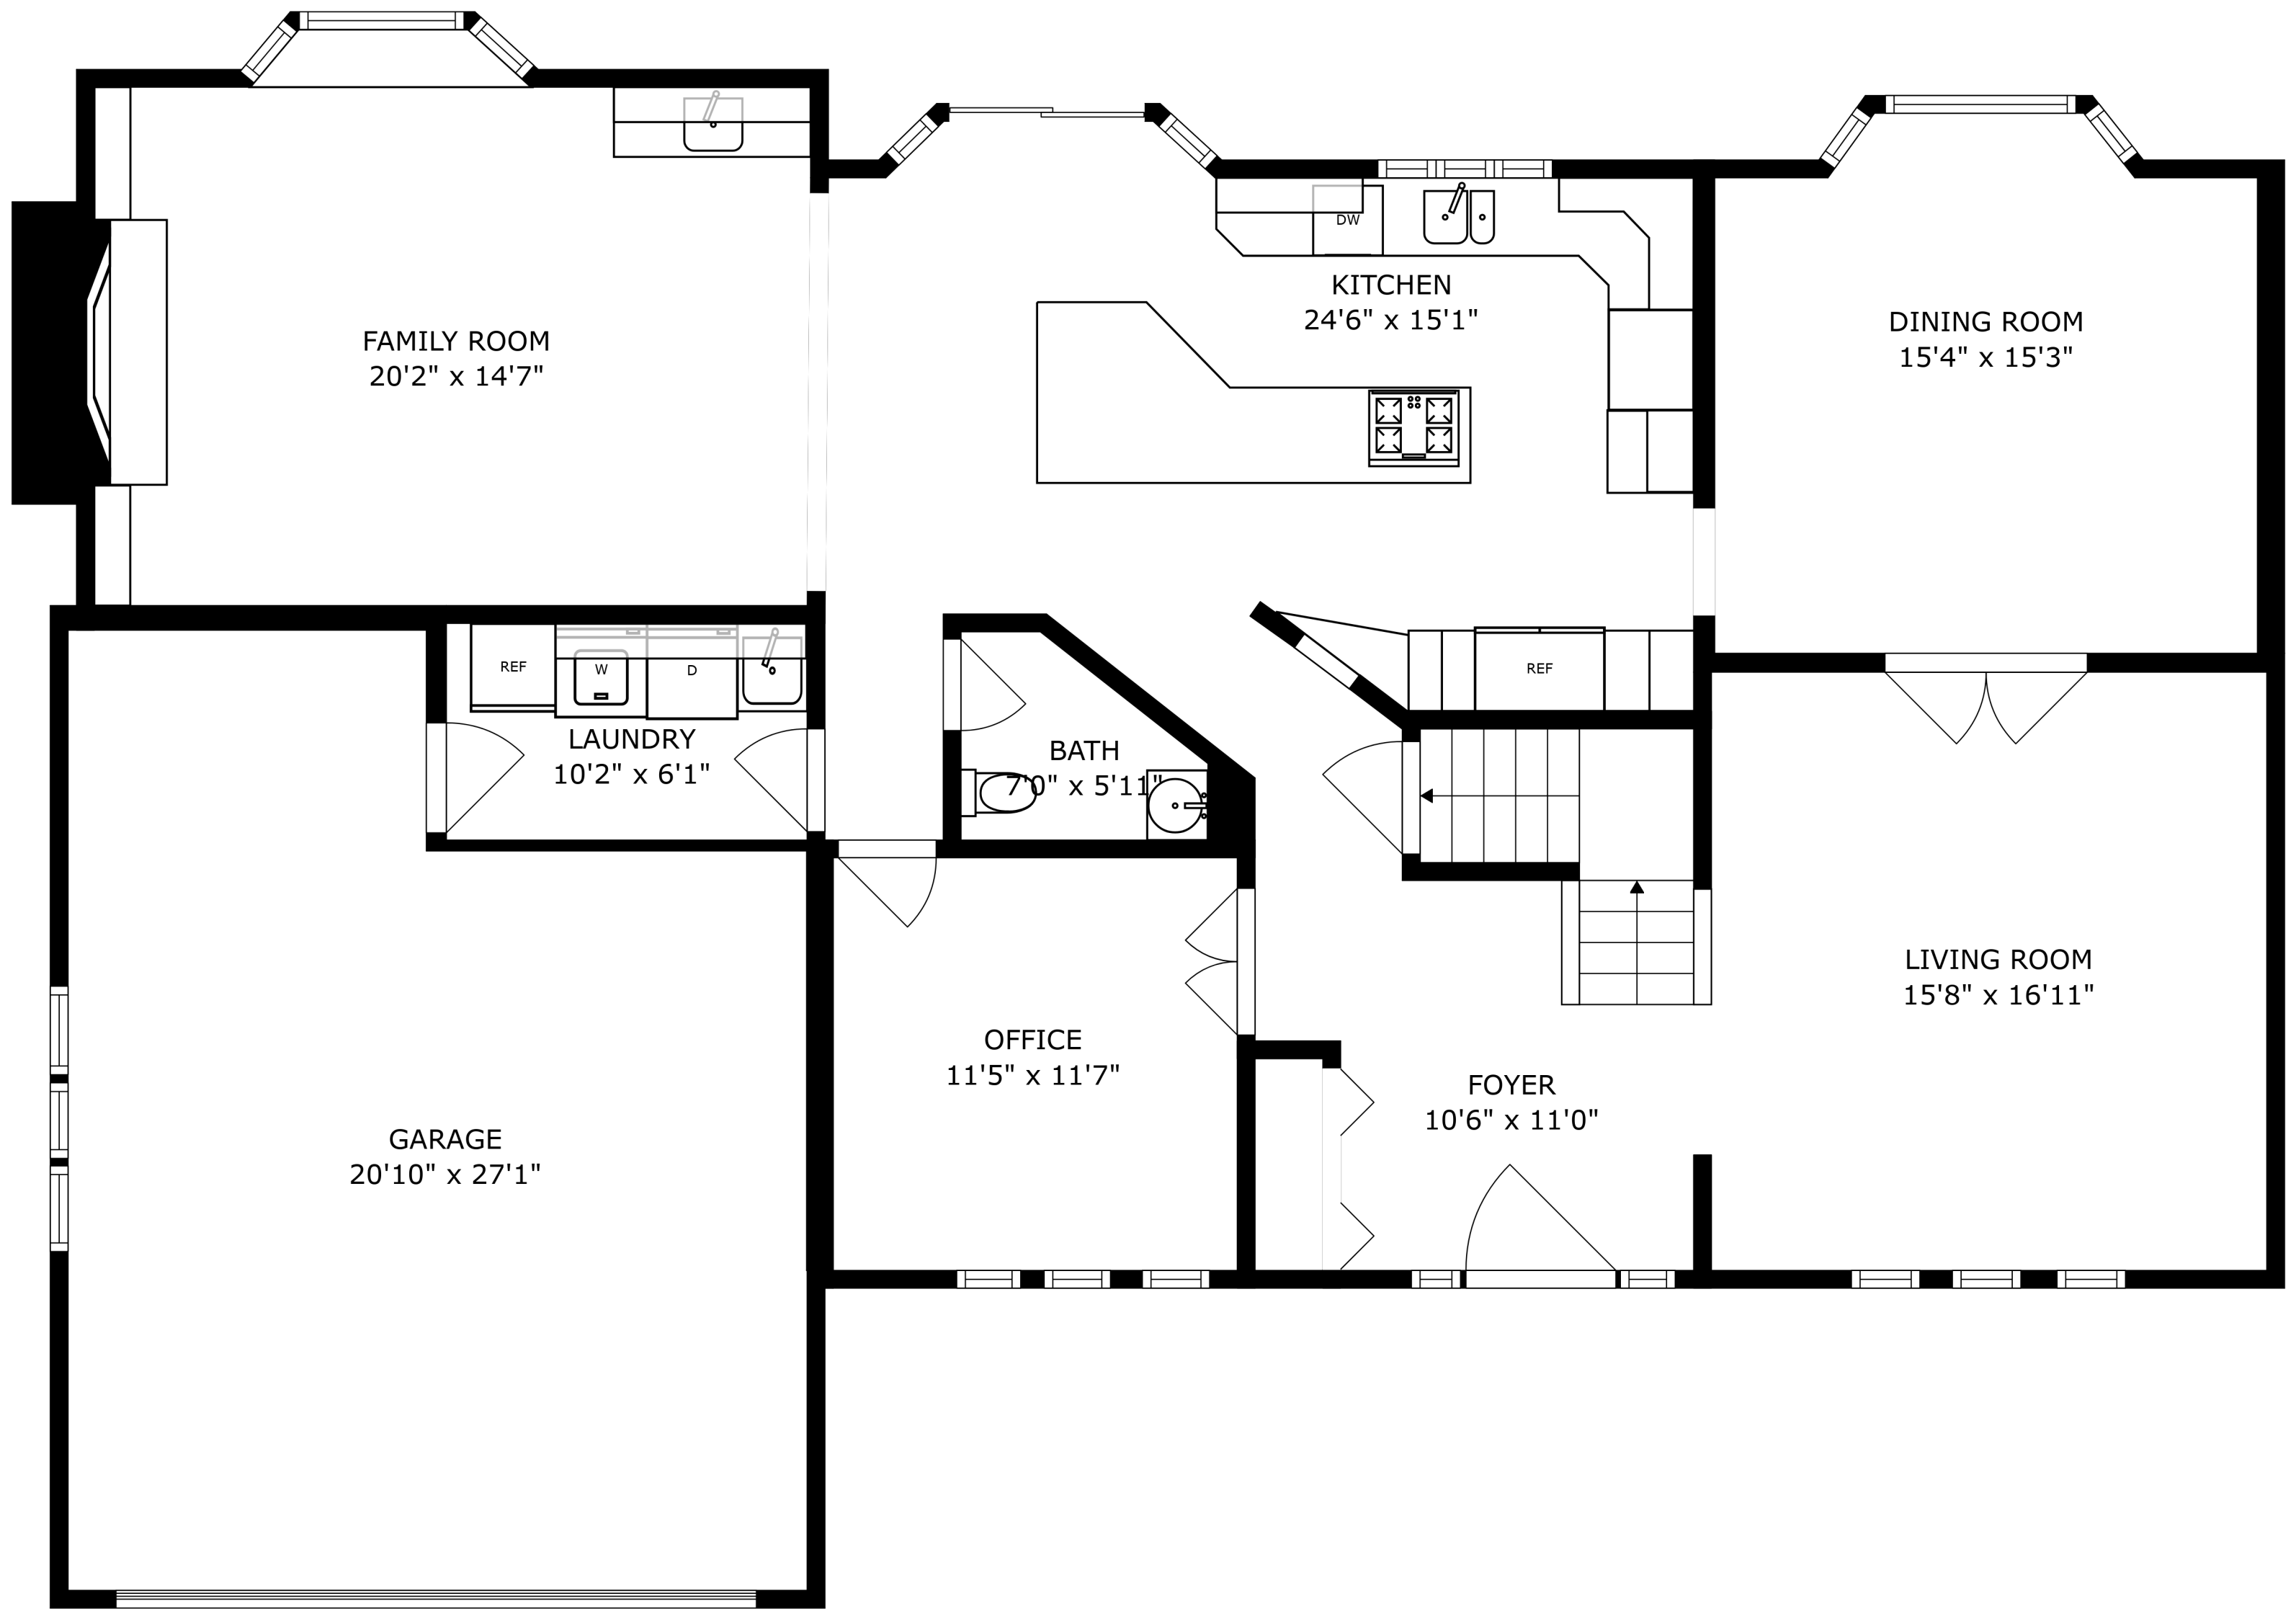 DW
KITCHEN
24'6" x 15'1"
DINING ROOM
15'4" x 15'3"
FAMILY ROOM
20'2" x 14'7"
REF
W
D
REF
LAUNDRY
10'2" x 6'1"
BATH
7'0" x 5'11"
LIVING ROOM
15'8" x 16'11"
OFFICE
11'5" x 11'7"
FOYER
10'6" x 11'0"
GARAGE
20'10" x 27'1"